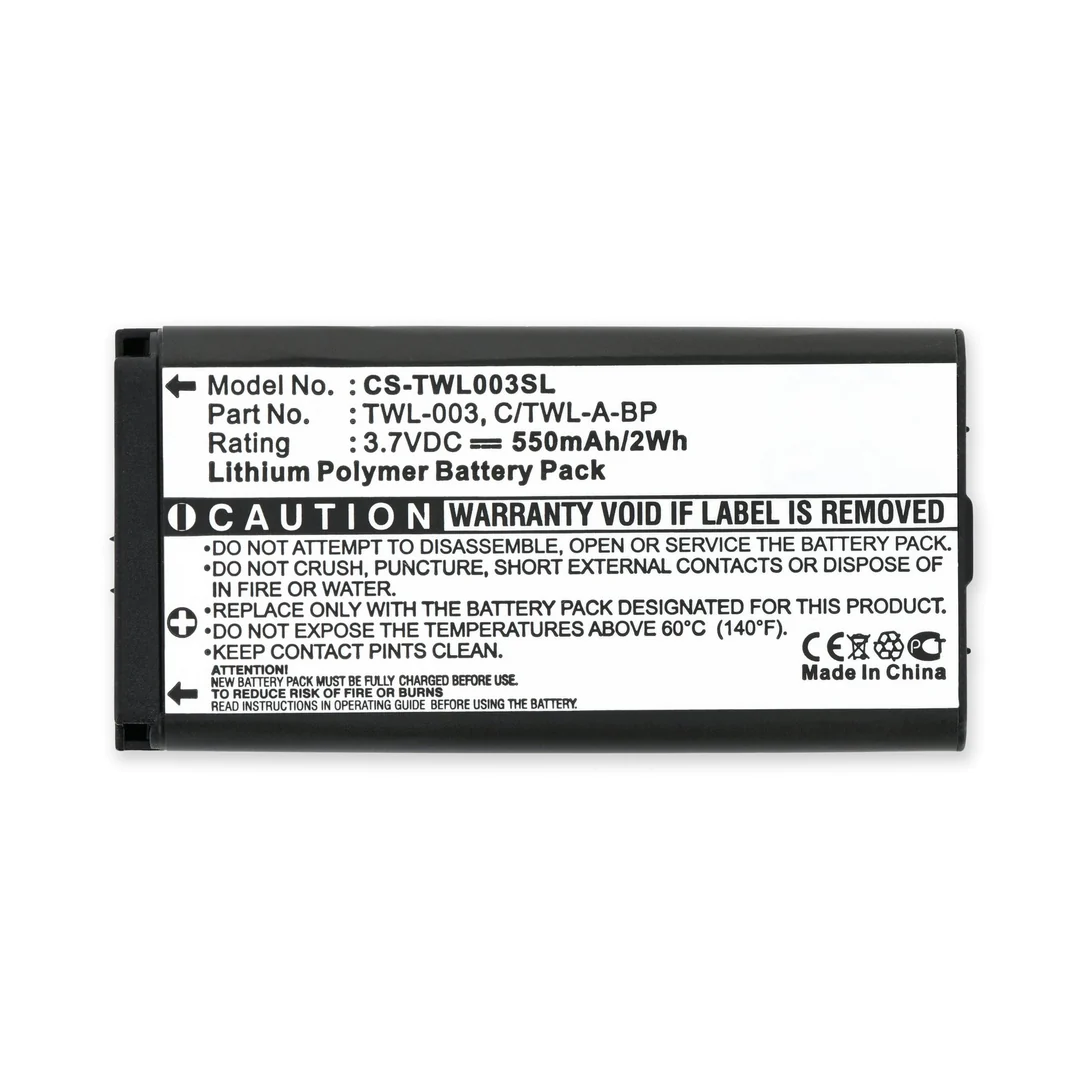 Model No. : CS-TWL003SL
Part No. : TWL-003, C/TWL-A-BP
Rating : 3.7VDC 550mAh/2Wh
Lithium Polymer Battery Pack
CAUTION WARRANTY VOID IF LABEL IS REMOVED
•DO NOT ATTEMPT TO DISASSEMBLE, OPEN OR SERVICE THE BATTERY PACK.
•DO NOT CRUSH, PUNCTURE, SHORT EXTERNAL CONTACTS OR DISPOSE OF
IN FIRE OR WATER.
•REPLACE ONLY WITH THE BATTERY PACK DESIGNATED FOR THIS PRODUCT.
•DO NOT EXPOSE THE TEMPERATURES ABOVE 60°C (140°F).
•KEEP CONTACT PINTS CLEAN.
CE PCT
Made In China
ATTENTION!
NEW BATTERY PACK MUST BE FULLY CHARGED BEFORE USE.
TO REDUCE RISK OF FIRE OR BURNS
READ INSTRUCTIONS IN OPERATING GUIDE BEFORE USING THE BATTERY.